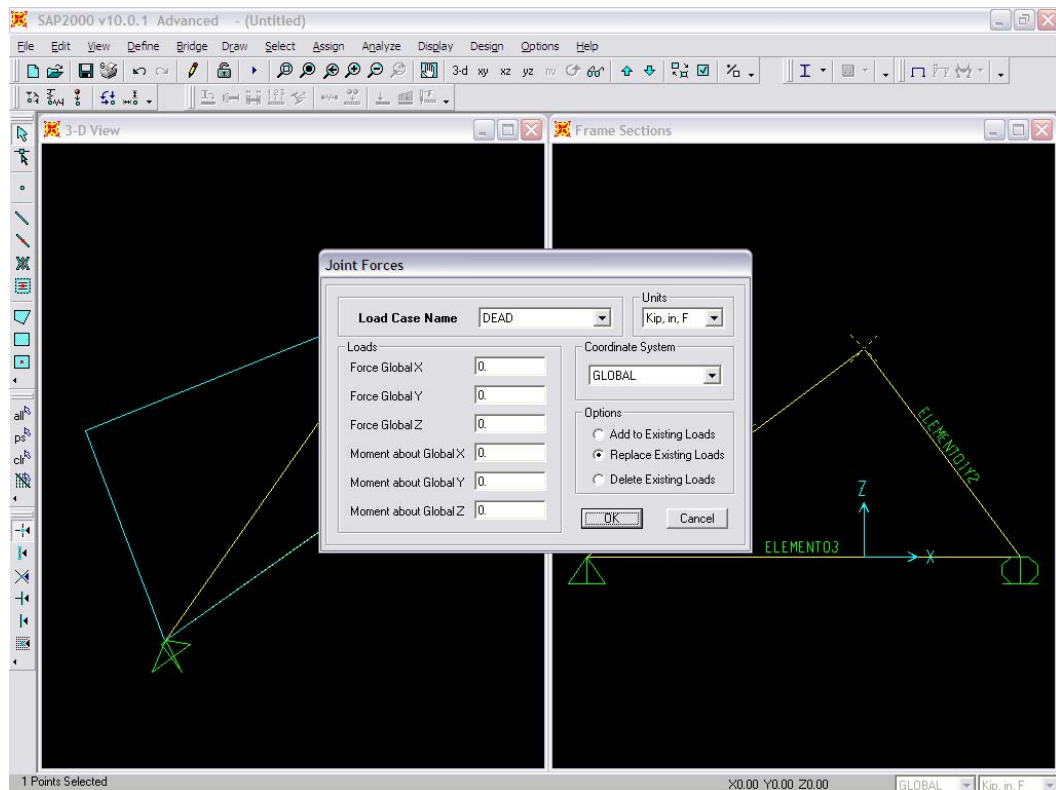 SAP2000 v10.0.1 Advanced - (Untitled)
File Edit View Define Bridge Draw Select Assign Analyze Display Design Options Help
3-d xy xz yz nv
3-D View
Frame Sections
Joint Forces
Load Case Name DEAD
Units
Kip, in, F
Loads
Force Global X 0.
Force Global Y 0.
Force Global Z 0.
Moment about Global X 0.
Moment about Global Y 0.
Moment about Global Z 0.
Coordinate System
GLOBAL
Options
Add to Existing Loads
Replace Existing Loads
Delete Existing Loads
OK Cancel
all
ps
clr
ELEMENTO1Y2
Z
X
ELEMENTO3
1 Points Selected
X0.00 Y0.00 Z0.00
GLOBAL
Kip, in, F